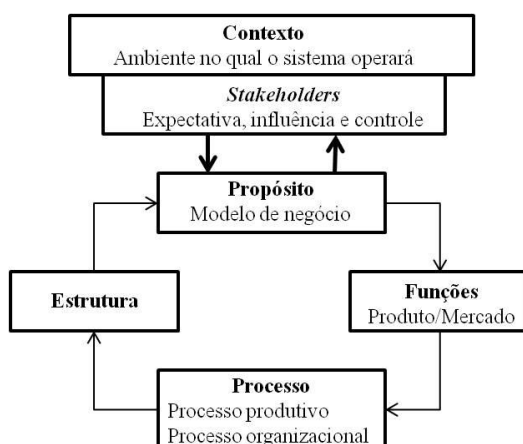 Contexto
Ambiente no qual o sistema operará
Stakeholders
Expectativa, influência e controle
Propósito
Modelo de negócio
Estrutura
Funções
Produto/Mercado
Processo
Processo produtivo
Processo organizacional